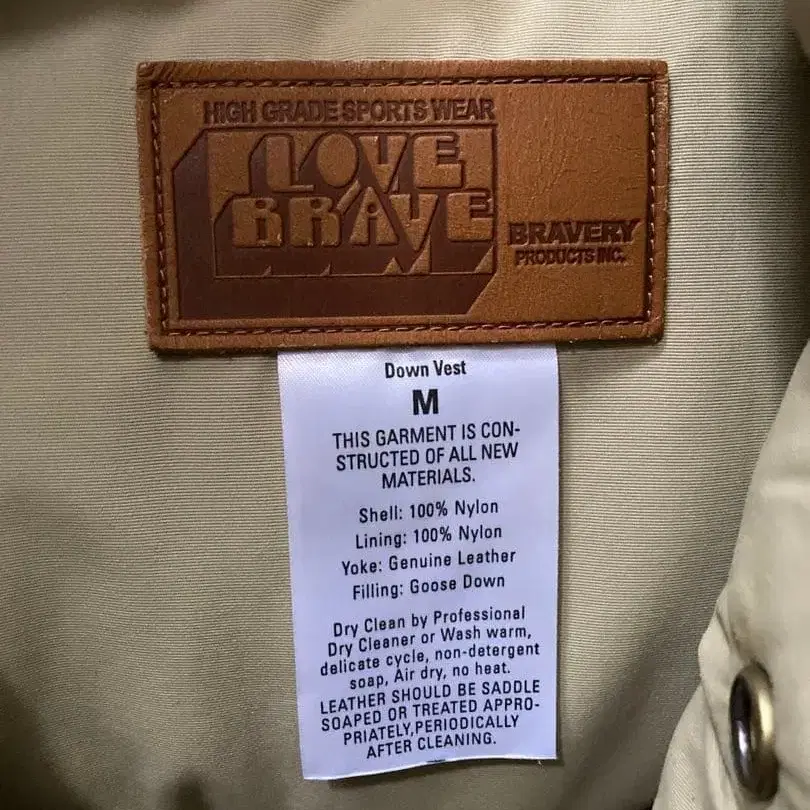 HIGH GRADE SPORTS WEAR
LOVE
BRAVE
BRAVERY
PRODUCTS INC.
Down Vest
M
THIS GARMENT IS CON-
STRUCTED OF ALL NEW
MATERIALS.
Shell: 100% Nylon
Lining: 100% Nylon
Yoke: Genuine Leather
Filling: Goose Down
Dry Clean by Professional
Dry Cleaner or Wash warm,
delicate cycle, non-detergent
soap, Air dry, no heat.
LEATHER SHOULD BE SADDLE
SOAPED OR TREATED APPRO-
PRIATELY,PERIODICALLY
AFTER CLEANING.